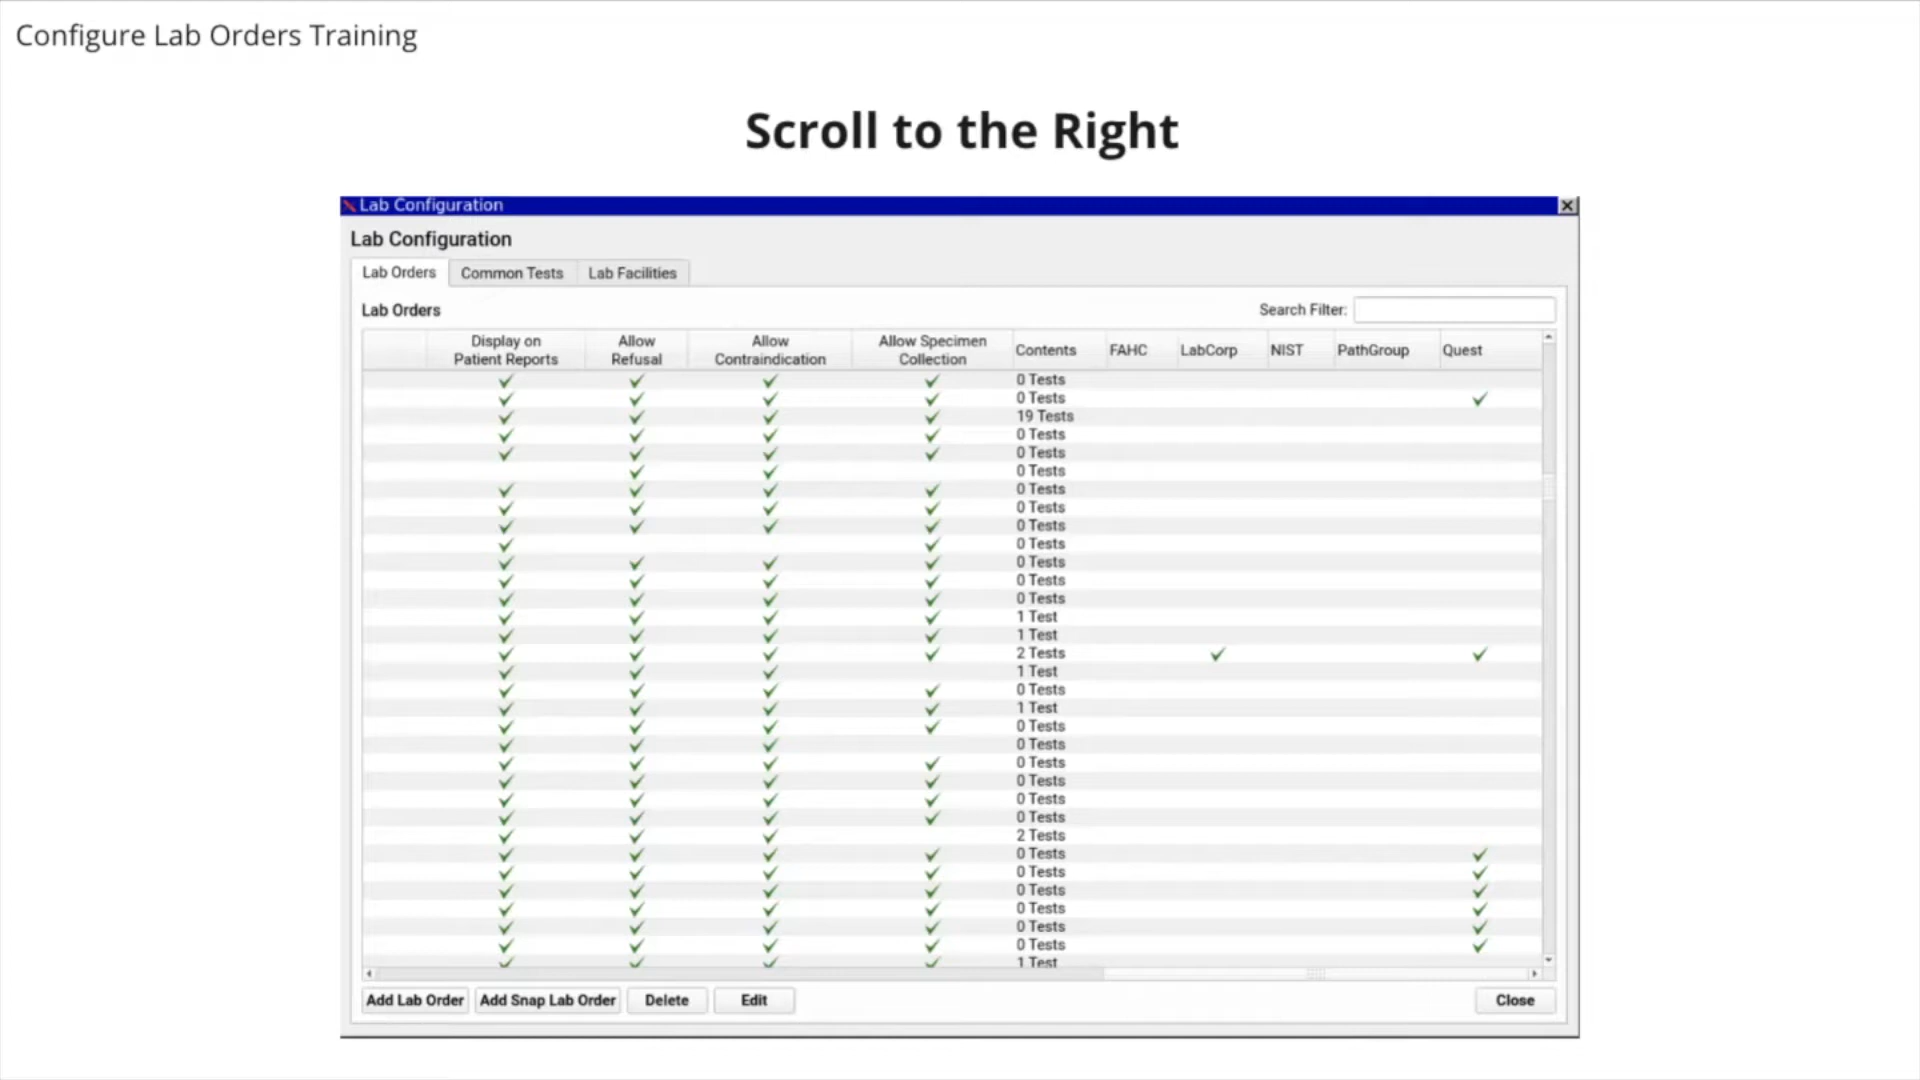 Configure Lab Orders Training
Scroll to the Right
Lab Configuration
Lab Configuration
Lab Orders Common Tests Lab Facilities
Lab Orders Search Filter:
Display on Patient Reports Allow Refusal Allow Contraindication Allow Specimen Collection Contents FAHC LabCorp NIST PathGroup Quest
0 Tests
0 Tests
19 Tests
0 Tests
0 Tests
0 Tests
0 Tests
0 Tests
0 Tests
0 Tests
0 Tests
0 Tests
0 Tests
1 Test
1 Test
2 Tests
1 Test
0 Tests
1 Test
0 Tests
0 Tests
0 Tests
0 Tests
0 Tests
0 Tests
2 Tests
0 Tests
0 Tests
0 Tests
0 Tests
0 Tests
0 Tests
1 Test
Add Lab Order Add Snap Lab Order Delete Edit Close